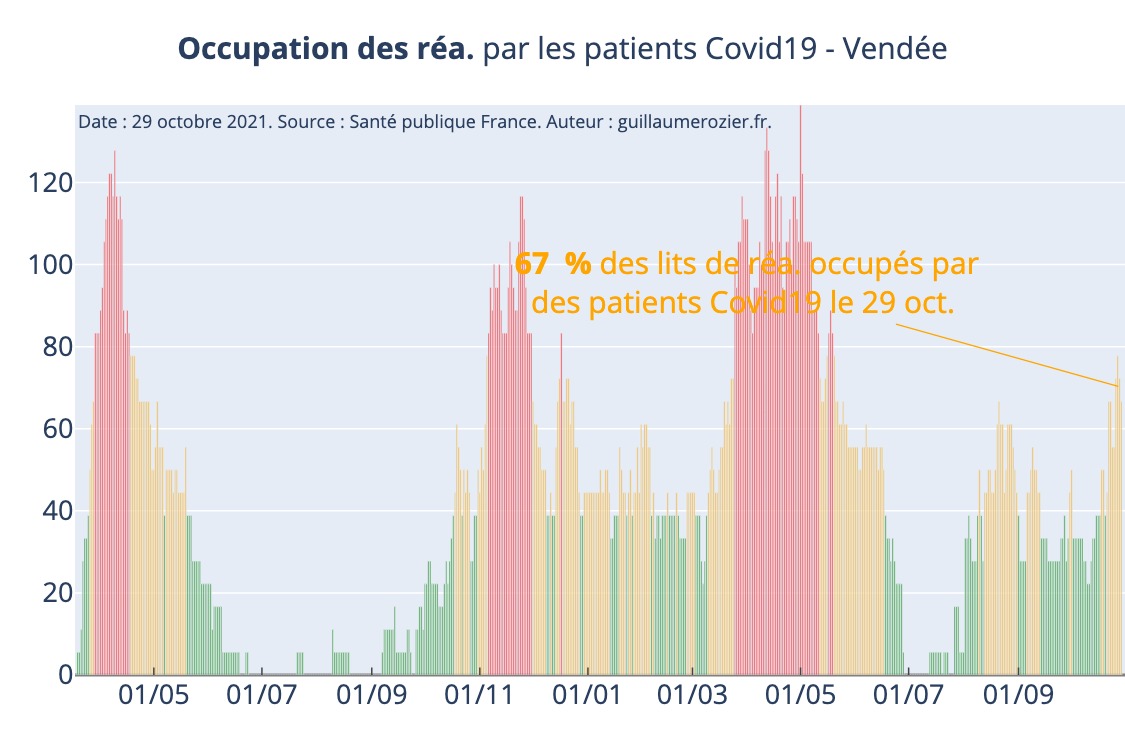 Occupation des réa. par les patients Covid19 - Vendée
Date : 29 octobre 2021. Source : Santé publique France. Auteur : guillaumerozier.fr.
120
100
80
60
40
20
0
67 % des lits de réa. occupés par
des patients Covid19 le 29 oct.
01/05 01/07 01/09 01/11 01/01 01/03 01/05 01/07 01/09